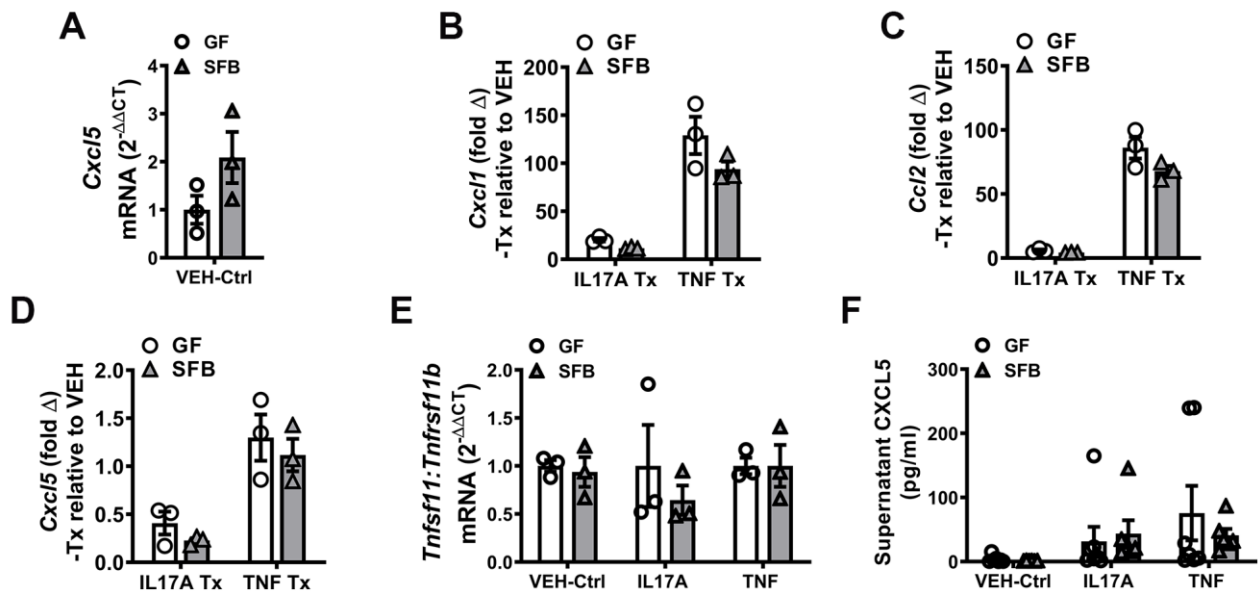 A
GF
SFB
Cxcl5
mRNA (2^-ΔΔCT)
4
3
2
1
0
VEH-Ctrl
B
GF
SFB
Cxcl1 (fold Δ)
-Tx relative to VEH
200
150
100
50
0
IL17A Tx TNF Tx
C
GF
SFB
Ccl2 (fold Δ)
-Tx relative to VEH
150
100
50
0
IL17A Tx TNF Tx
D
GF
SFB
Cxcl5 (fold Δ)
-Tx relative to VEH
2.0
1.5
1.0
0.5
0.0
IL17A Tx TNF Tx
E
GF
SFB
Tnfsf11:Tnfrsf11b
mRNA (2^-ΔΔCT)
2.0
1.5
1.0
0.5
0.0
VEH-Ctrl IL17A TNF
F
GF
SFB
Supernatant CXCL5
(pg/ml)
300
200
100
0
VEH-Ctrl IL17A TNF